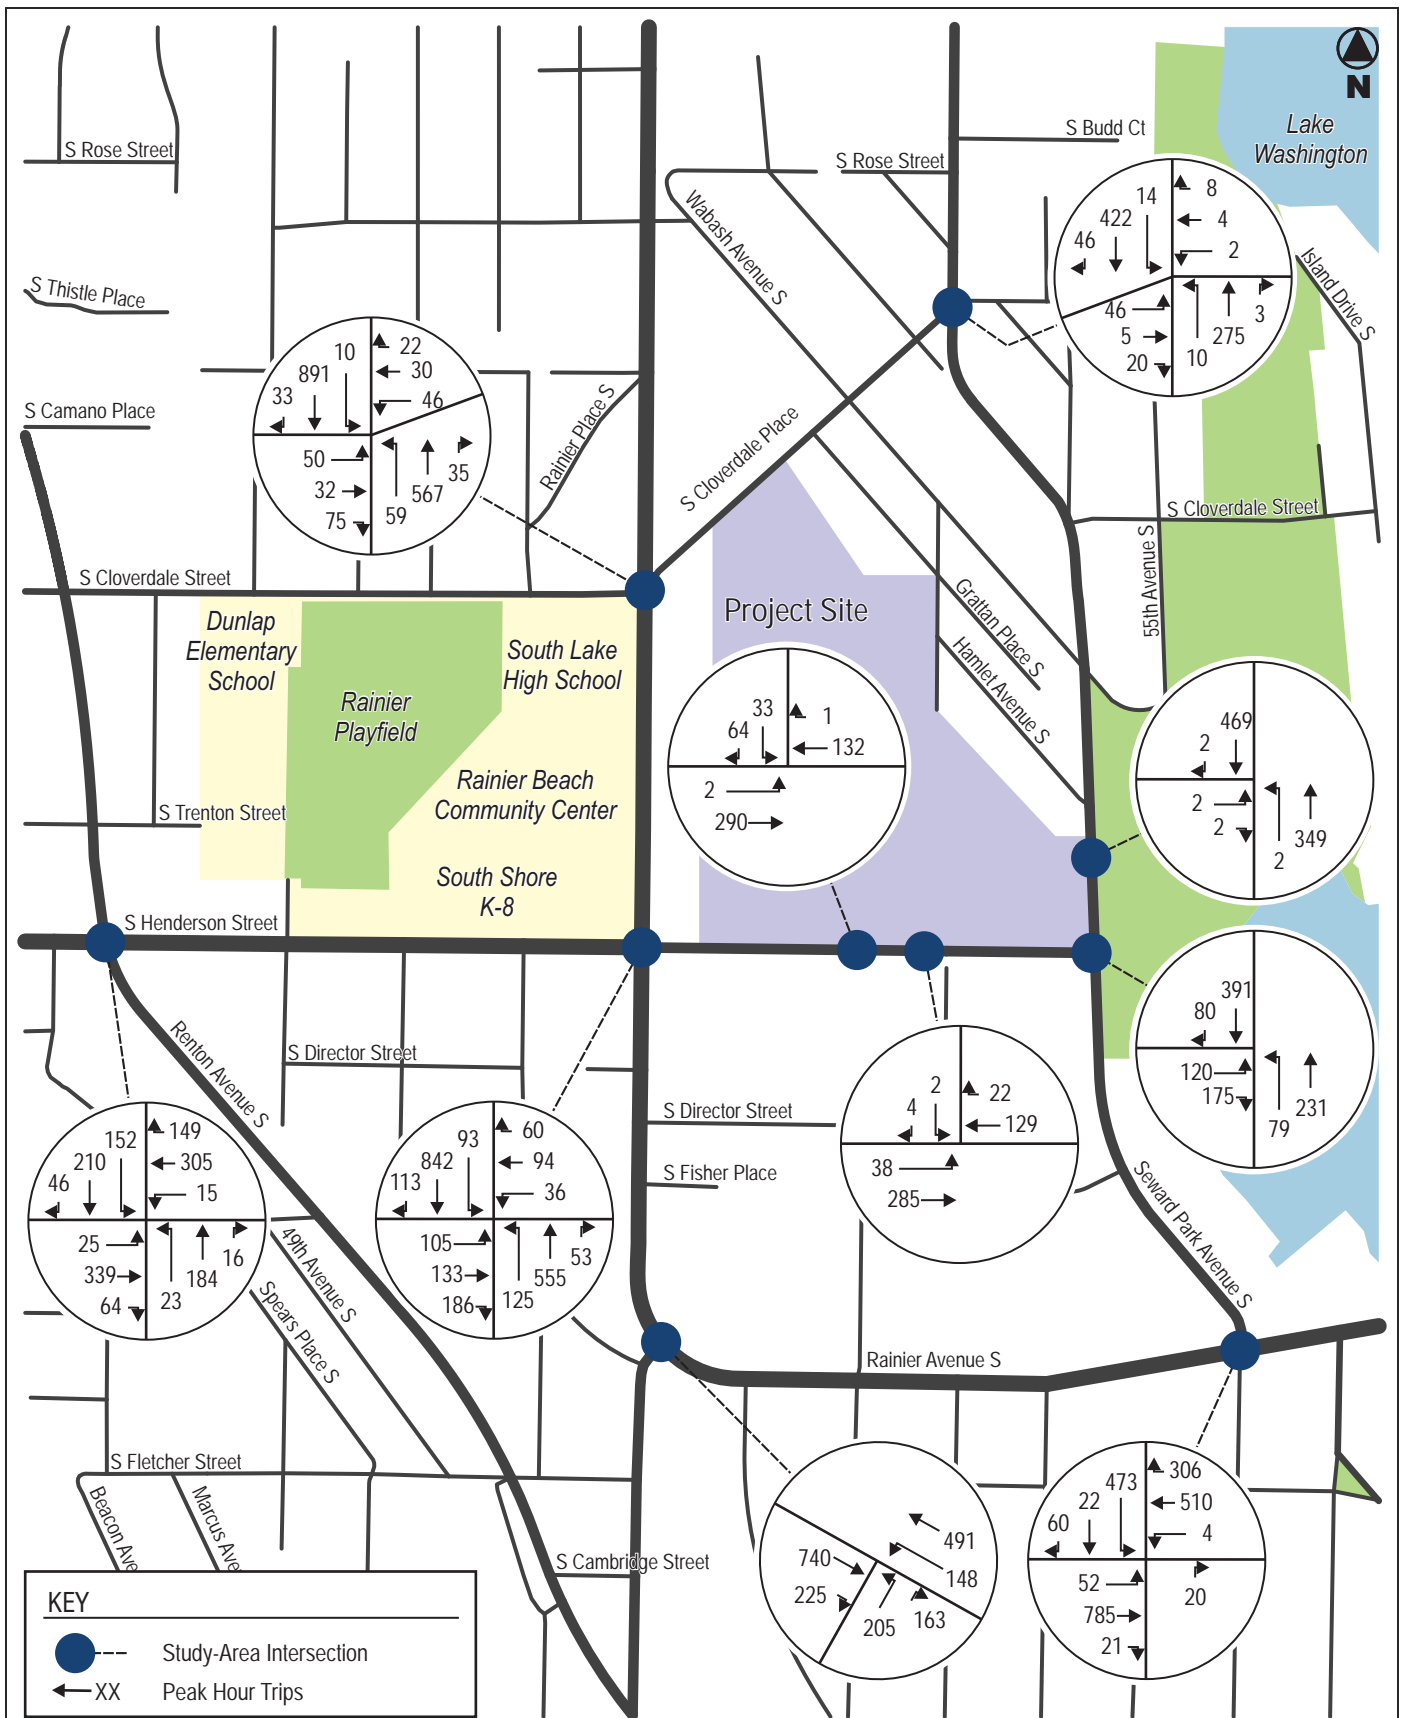 N
Lake
Washington
S Budd Ct
S Rose Street
S Rose Street
Wabash Avenue S
Island Drive S
S Thistle Place
14
8
422
4
46
2
46
5
20
10
275
3
10
22
891
30
33
46
50
32
75
59
567
35
S Camano Place
Rainier Place S
S Cloverdale Place
S Cloverdale Street
55th Avenue S
S Cloverdale Street
Dunlap
Elementary
School
South Lake
High School
Rainier
Playfield
Rainier Beach
Community Center
South Shore
K-8
Project Site
Grattan Place S
Hamlet Avenue S
33
1
64
132
2
290
469
2
2
2
2
349
S Trenton Street
S Henderson Street
391
80
120
175
79
231
Renton Avenue S
S Director Street
S Director Street
S Fisher Place
2
22
4
129
38
285
Seward Park Avenue S
152
149
210
305
46
15
25
339
64
23
184
16
93
60
842
94
113
36
105
133
186
125
555
53
49th Avenue S
Spears Place S
Rainier Avenue S
S Fletcher Street
Beacon Ave
Marcus Ave
S Cambridge Street
491
148
740
225
205
163
473
306
22
510
60
4
52
785
21
20
KEY
Study-Area Intersection
XX Peak Hour Trips